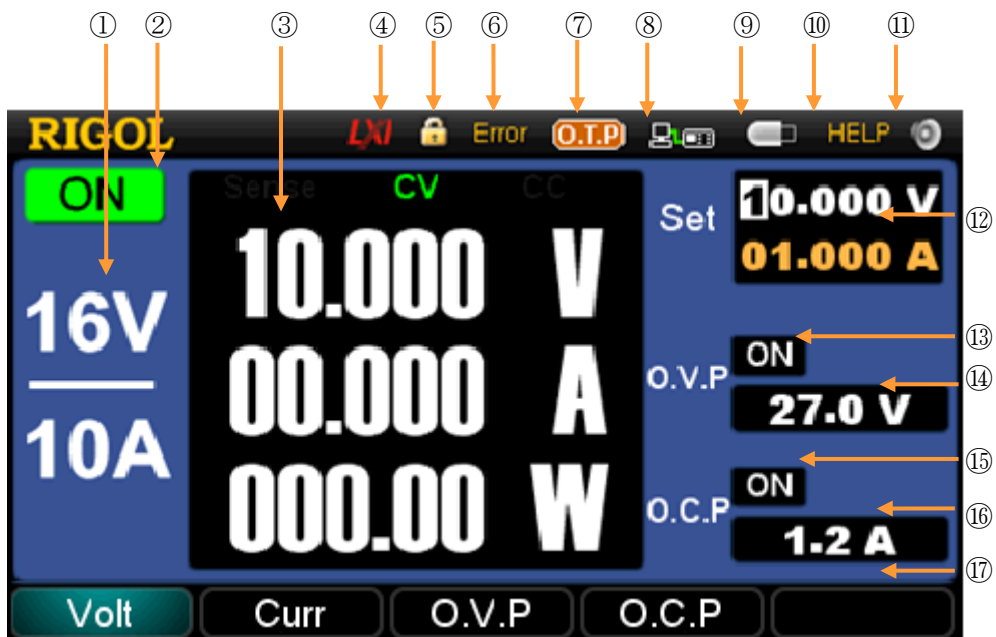 ① ② ③ ④ ⑤ ⑥ ⑦ ⑧ ⑨ ⑩ ⑪
RIGOL LXI Error O.T.P HELP
ON
Sense CV CC
16V
10A
10.000 V
00.000 A
000.00 W
Set
10.000 V
01.000 A
⑫
O.V.P
ON
⑬
27.0 V
⑭
O.C.P
⑮
ON
⑯
1.2 A
⑰
Volt Curr O.V.P O.C.P